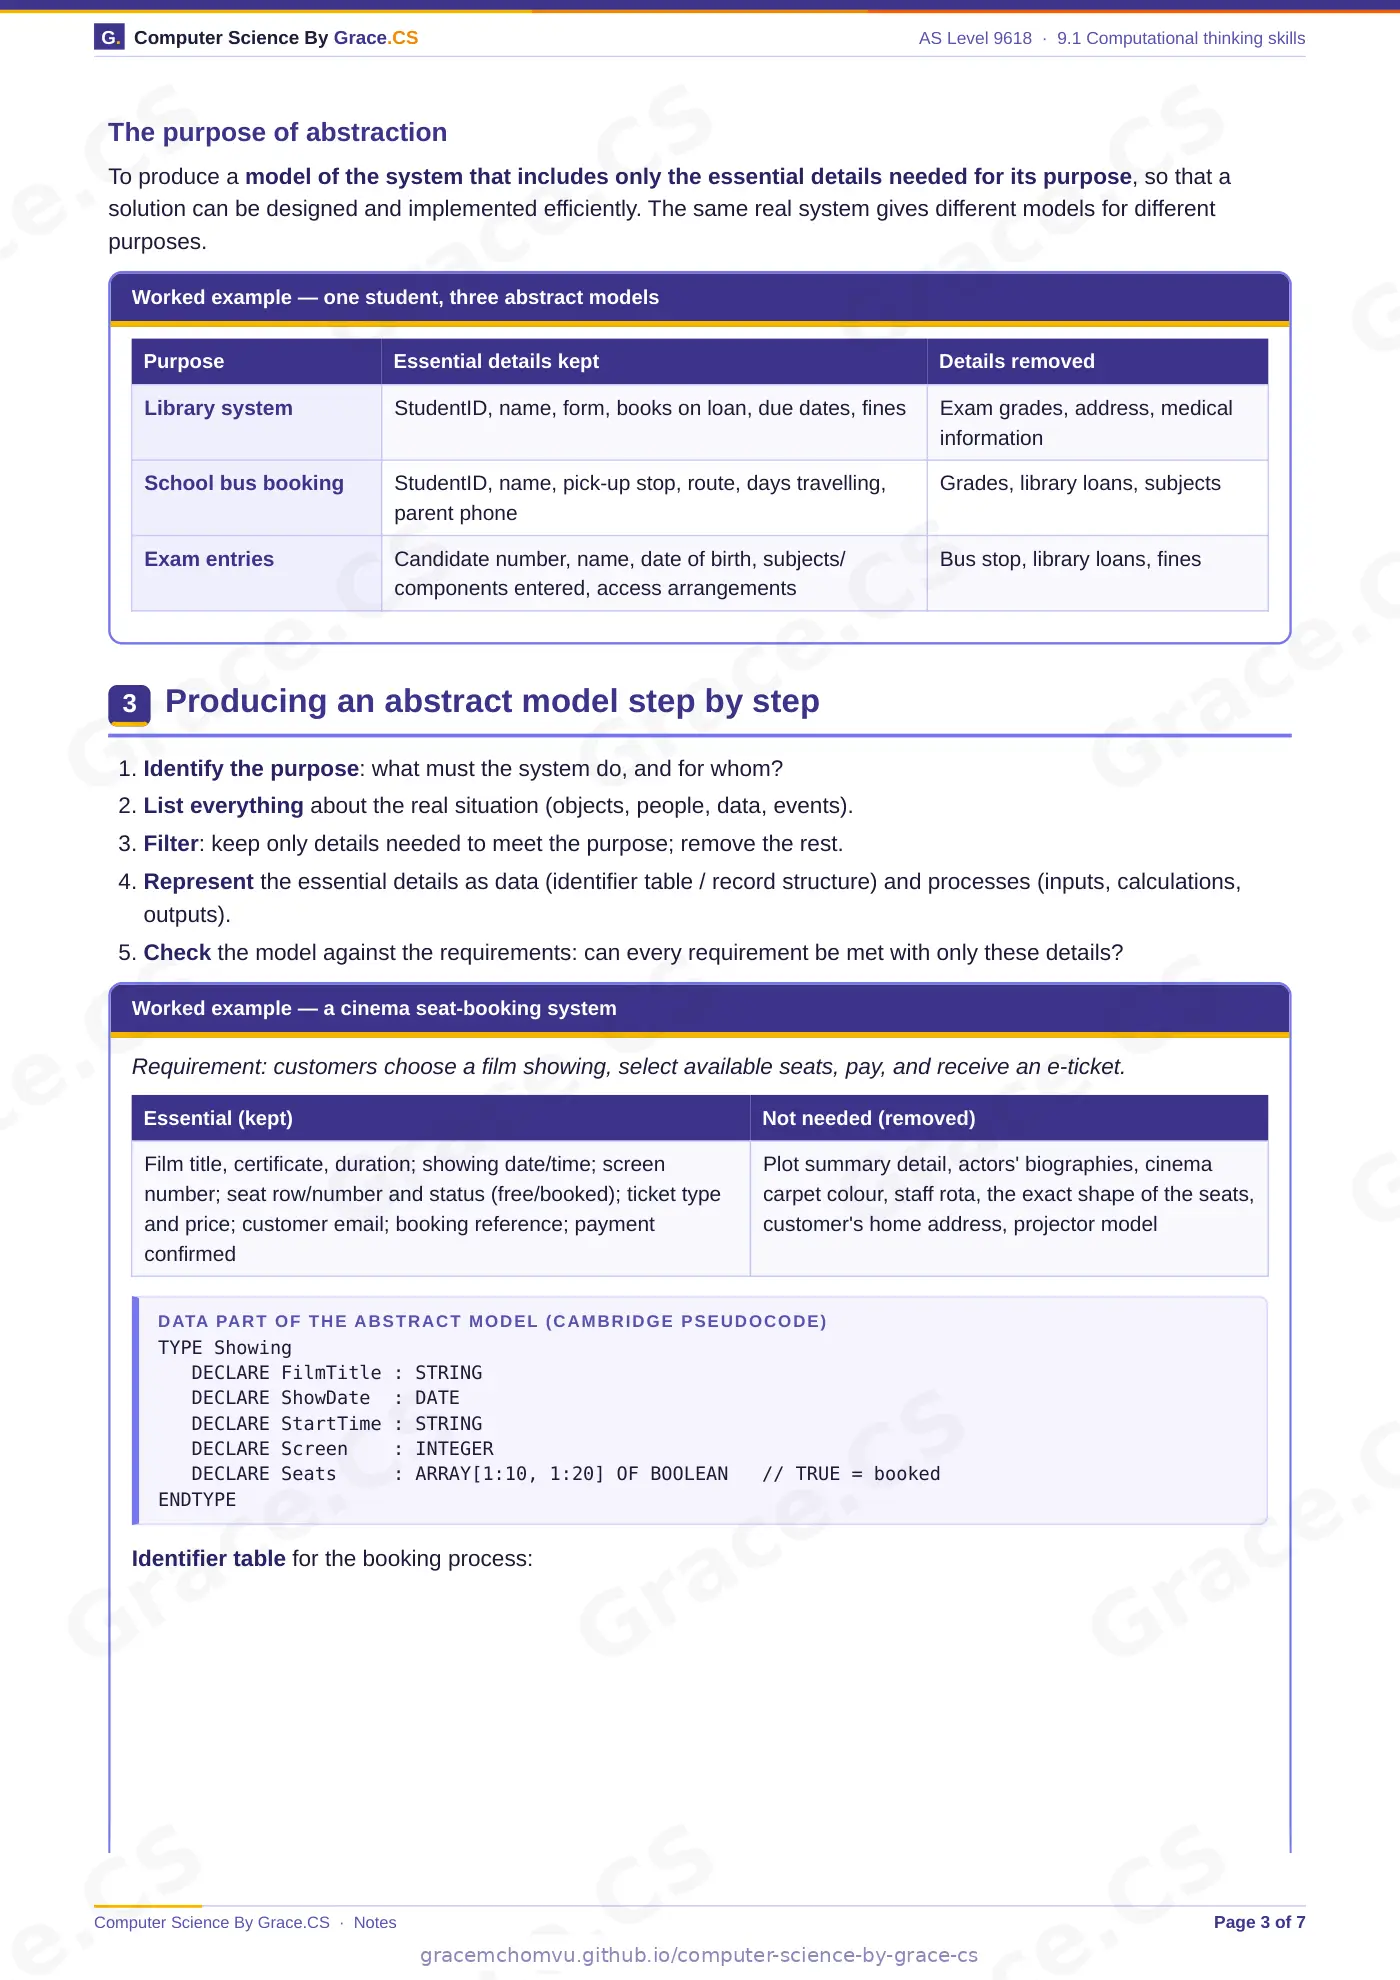 G. Computer Science By Grace.CS
AS Level 9618 · 9.1 Computational thinking skills
The purpose of abstraction
To produce a model of the system that includes only the essential details needed for its purpose, so that a
solution can be designed and implemented efficiently. The same real system gives different models for different
purposes.
Worked example — one student, three abstract models
Purpose
Essential details kept
Details removed
Library system
StudentID, name, form, books on loan, due dates, fines
Exam grades, address, medical
information
School bus booking
StudentID, name, pick-up stop, route, days travelling,
parent phone
Grades, library loans, subjects
Exam entries
Candidate number, name, date of birth, subjects/
components entered, access arrangements
Bus stop, library loans, fines
3 Producing an abstract model step by step
1. Identify the purpose: what must the system do, and for whom?
2. List everything about the real situation (objects, people, data, events).
3. Filter: keep only details needed to meet the purpose; remove the rest.
4. Represent the essential details as data (identifier table / record structure) and processes (inputs, calculations,
outputs).
5. Check the model against the requirements: can every requirement be met with only these details?
Worked example — a cinema seat-booking system
Requirement: customers choose a film showing, select available seats, pay, and receive an e-ticket.
Essential (kept)
Not needed (removed)
Film title, certificate, duration; showing date/time; screen
number; seat row/number and status (free/booked); ticket type
and price; customer email; booking reference; payment
confirmed
Plot summary detail, actors' biographies, cinema
carpet colour, staff rota, the exact shape of the seats,
customer's home address, projector model
DATA PART OF THE ABSTRACT MODEL (CAMBRIDGE PSEUDOCODE)
TYPE Showing
   DECLARE FilmTitle : STRING
   DECLARE ShowDate  : DATE
   DECLARE StartTime : STRING
   DECLARE Screen    : INTEGER
   DECLARE Seats     : ARRAY[1:10, 1:20] OF BOOLEAN   // TRUE = booked
ENDTYPE
Identifier table for the booking process:
Computer Science By Grace.CS · Notes
Page 3 of 7
gracemchomvu.github.io/computer-science-by-grace-cs